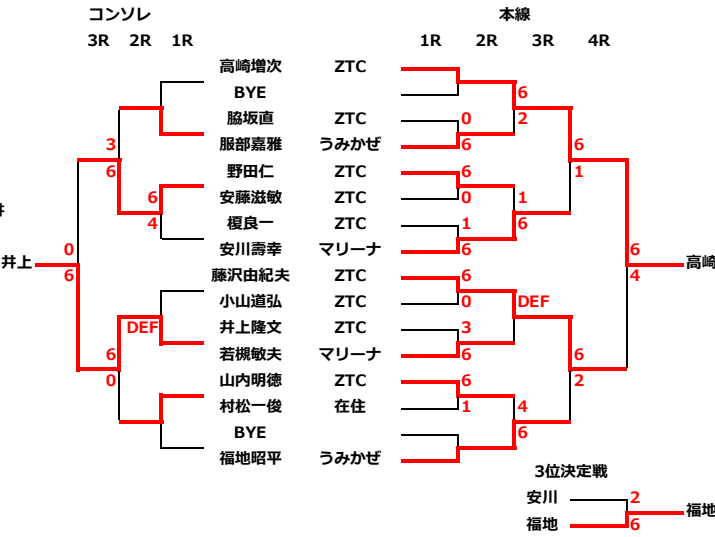 コンソレ 本線
3R 2R 1R 1R 2R 3R 4R
高崎増次 ZTC
BYE 6
脇坂直 ZTC 0 2
3 服部嘉雅 うみかぜ 6 6
6 野田仁 ZTC 6 1
6 安藤滋敏 ZTC 0 1
4 榎良一 ZTC 1 6
0 安川壽幸 マリーナ 6 6
井上 高崎
6 藤沢由紀夫 ZTC 6 4
小山道弘 ZTC 0 DEF
DEF 井上隆文 ZTC 3
6 若槻敏夫 マリーナ 6 6
0 山内明徳 ZTC 6 2
村松一俊 在住 1 4
BYE 6
福地昭平 うみかぜ
3位決定戦
安川 2
福地
福地 6